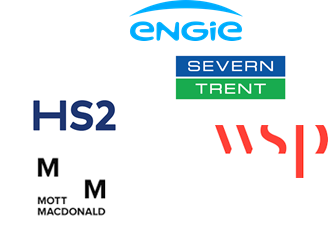 ENGIE
SEVERN
TRENT
HS2
wsp
M
M
MOTT
MACDONALD